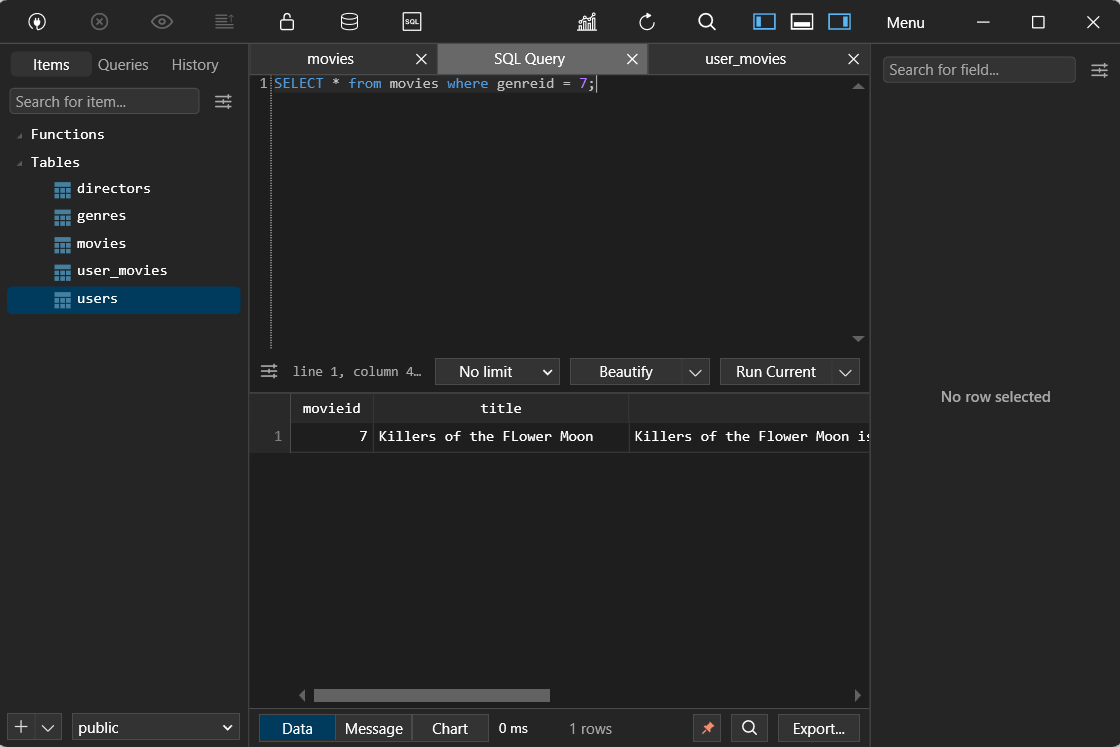 SQL
Menu
Items Queries History
Search for item...
Functions
Tables
directors
genres
movies
user_movies
users
public
movies SQL Query user_movies
1 SELECT * from movies where genreid = 7;
line 1, column 4… No limit Beautify Run Current
movieid title
1 7 Killers of the FLower Moon Killers of the Flower Moon is
Data Message Chart 0 ms 1 rows Export...
Search for field...
No row selected